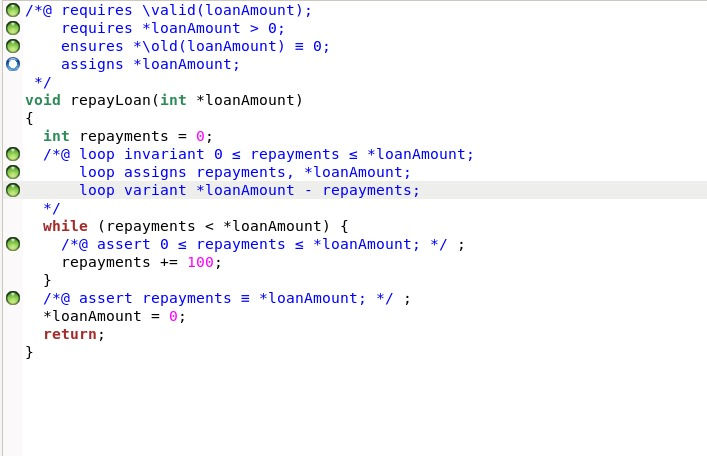 /*@ requires \valid(loanAmount);
requires *loanAmount > 0;
ensures *\old(loanAmount) ≡ 0;
assigns *loanAmount;
*/
void repayLoan(int *loanAmount)
{
int repayments = 0;
/*@ loop invariant 0 ≤ repayments ≤ *loanAmount;
loop assigns repayments, *loanAmount;
loop variant *loanAmount - repayments;
*/
while (repayments < *loanAmount) {
/*@ assert 0 ≤ repayments ≤ *loanAmount; */ ;
repayments += 100;
}
/*@ assert repayments ≡ *loanAmount; */ ;
*loanAmount = 0;
return;
}